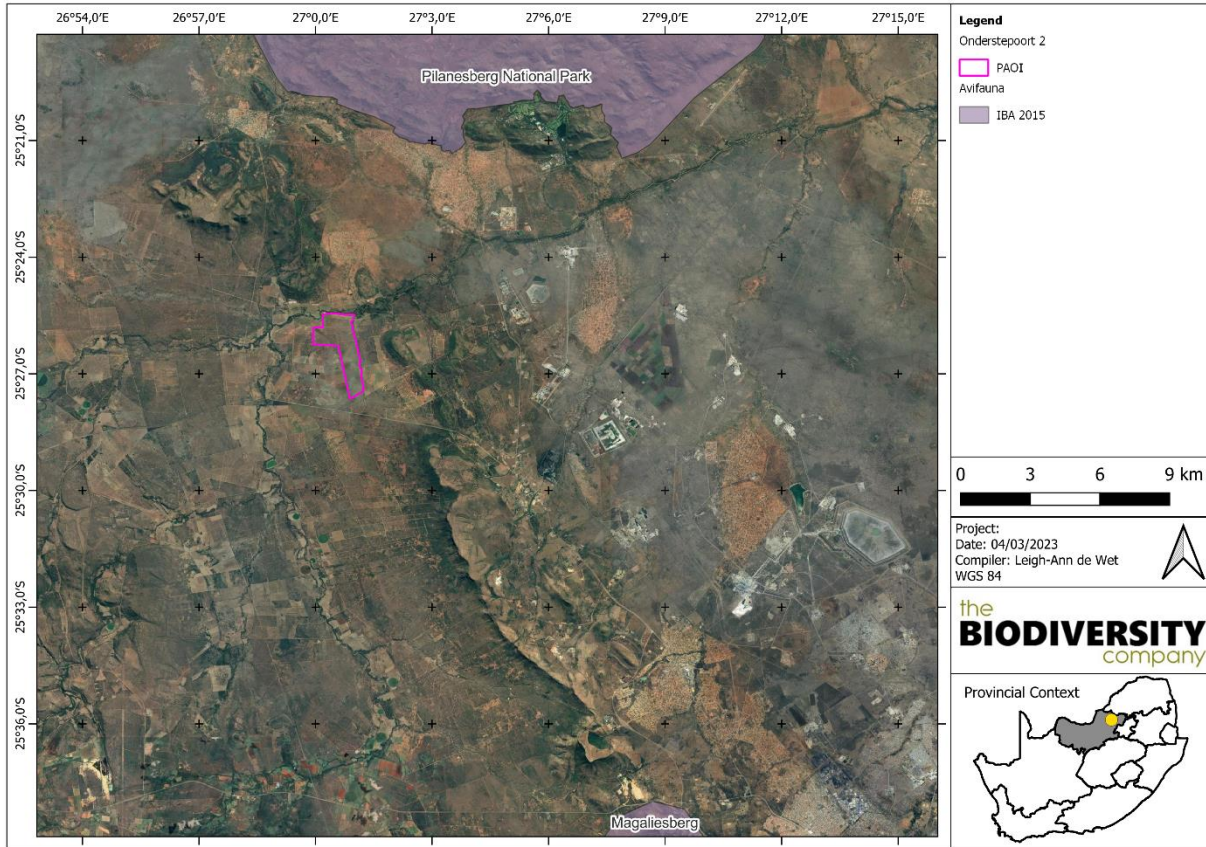 26°54,0'E 26°57,0'E 27°0,0'E 27°3,0'E 27°6,0'E 27°9,0'E 27°12,0'E 27°15,0'E
25°21,0'S
25°24,0'S
25°27,0'S
25°30,0'S
25°33,0'S
25°36,0'S
Pilanesberg National Park
Magaliesberg
Legend
Onderstepoort 2
PAOI
Avifauna
IBA 2015
0 3 6 9 km
Project:
Date: 04/03/2023
Compiler: Leigh-Ann de Wet
WGS 84
the
BIODIVERSITY
company
Provincial Context